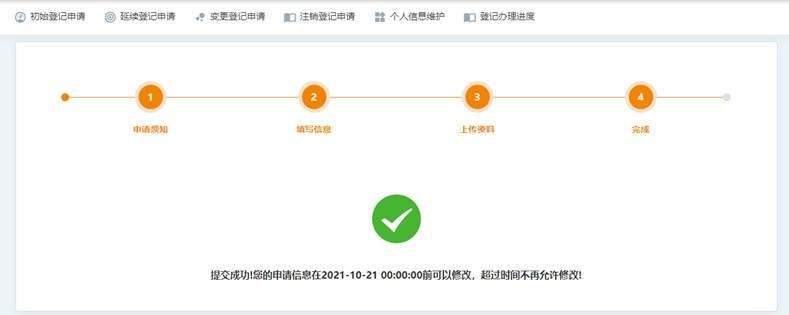 初始登记申请 延续登记申请 变更登记申请 注销登记申请 个人信息维护 登记办理进度
1 2 3 4
申请须知 填写信息 上传资料 完成
提交成功!您的申请信息在2021-10-21 00:00:00前可以修改，超过时间不再允许修改!